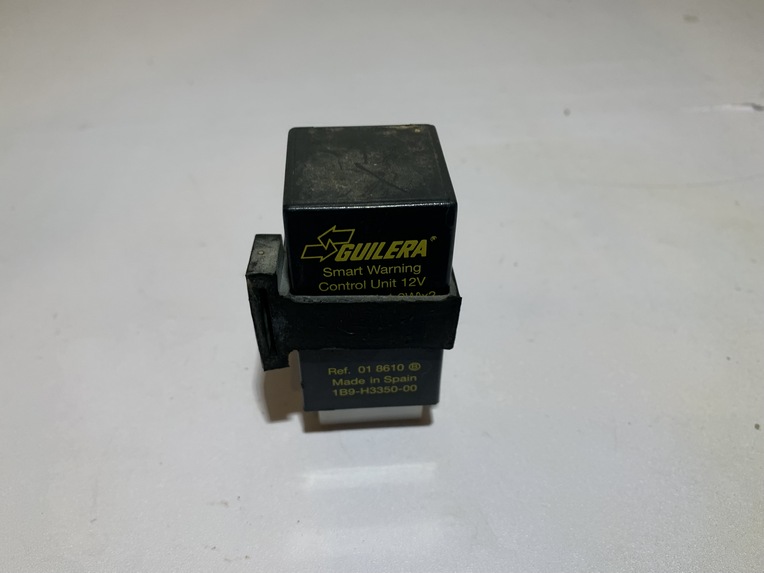 GUILERA®
Smart Warning
Control Unit 12V
Ref. 01 8610 ®
Made in Spain
1B9-H3350-00